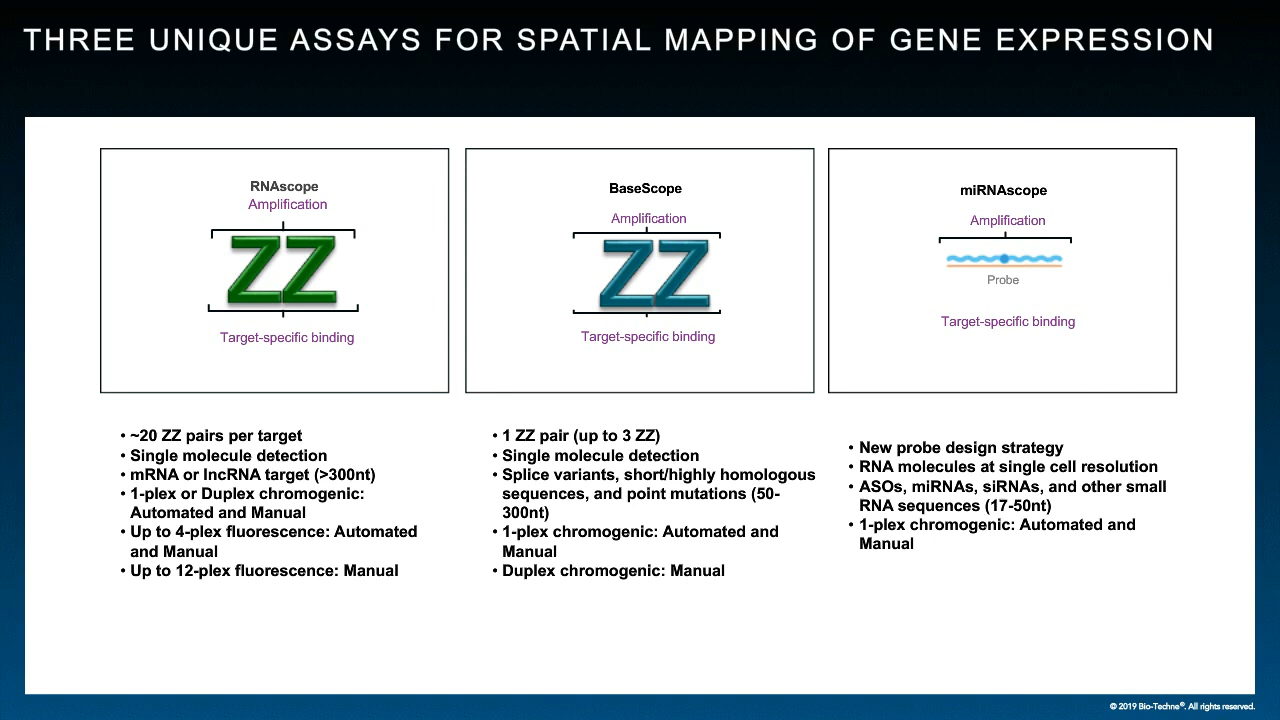 THREE UNIQUE ASSAYS FOR SPATIAL MAPPING OF GENE EXPRESSION
RNAscope
Amplification
ZZ
Target-specific binding
BaseScope
Amplification
ZZ
Target-specific binding
miRNAscope
Amplification
Probe
Target-specific binding
• ~20 ZZ pairs per target
• Single molecule detection
• mRNA or lncRNA target (>300nt)
• 1-plex or Duplex chromogenic:
Automated and Manual
• Up to 4-plex fluorescence: Automated
and Manual
• Up to 12-plex fluorescence: Manual
• 1 ZZ pair (up to 3 ZZ)
• Single molecule detection
• Splice variants, short/highly homologous
sequences, and point mutations (50-
300nt)
• 1-plex chromogenic: Automated and
Manual
• Duplex chromogenic: Manual
• New probe design strategy
• RNA molecules at single cell resolution
• ASOs, miRNAs, siRNAs, and other small
RNA sequences (17-50nt)
• 1-plex chromogenic: Automated and
Manual
© 2019 Bio-Techne®. All rights reserved.